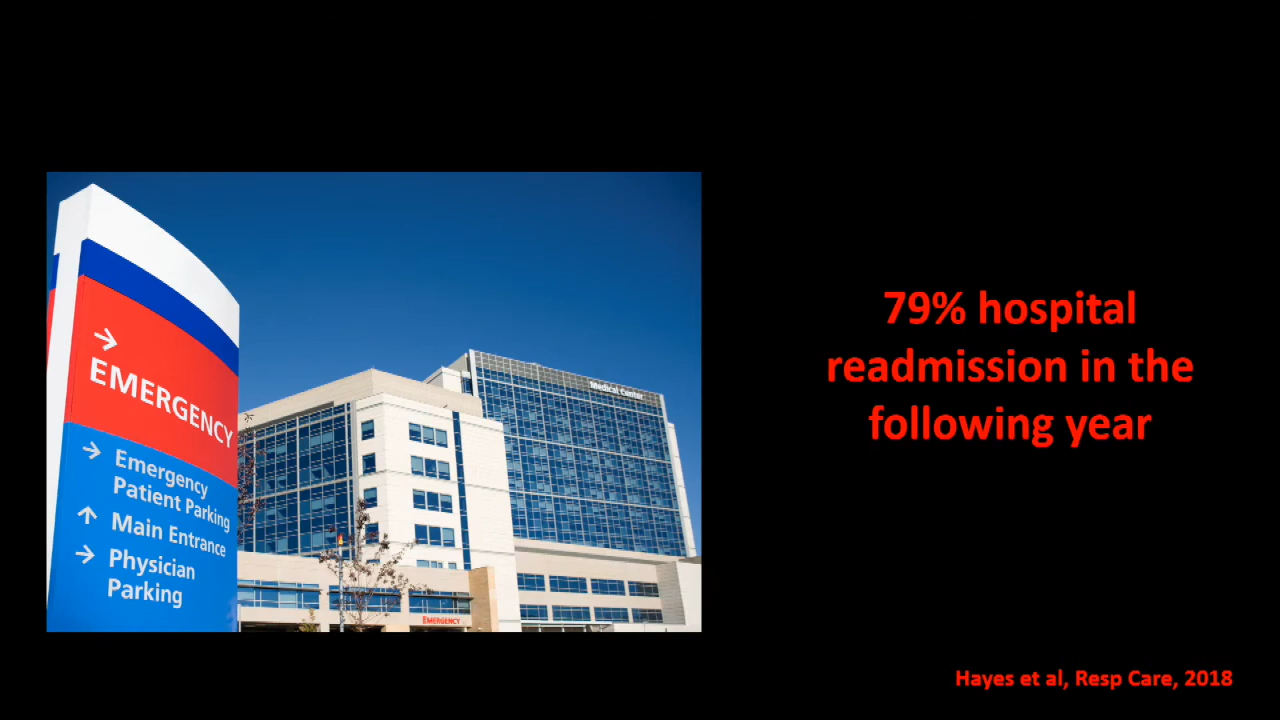 →
EMERGENCY
→ Emergency
Patient Parking
↑ Main Entrance
→ Physician
Parking
Medical Center
EMERGENCY
79% hospital
readmission in the
following year
Hayes et al, Resp Care, 2018